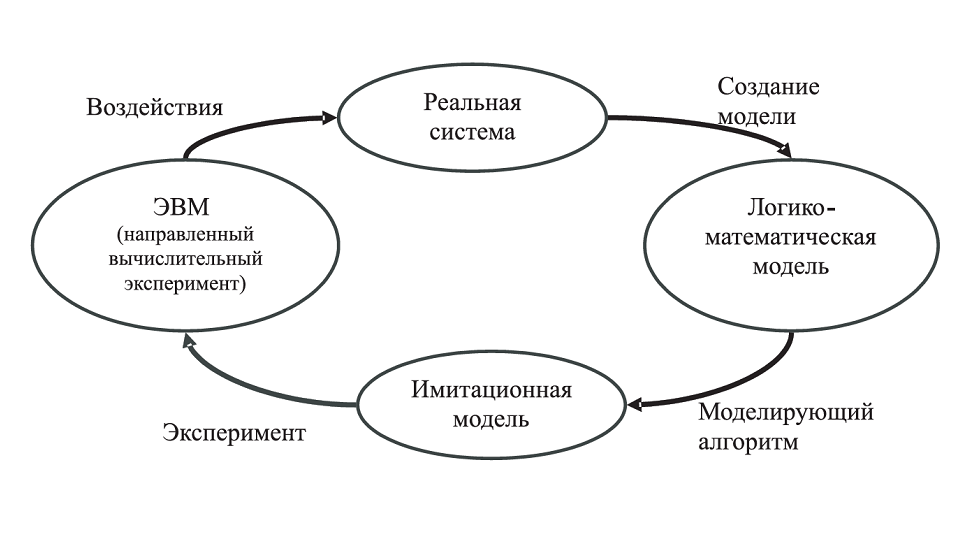 Воздействия
Реальная
система
Создание
модели
ЭВМ
(направленный
вычислительный
эксперимент)
Логико-
математическая
модель
Имитационная
модель
Эксперимент
Моделирующий
алгоритм